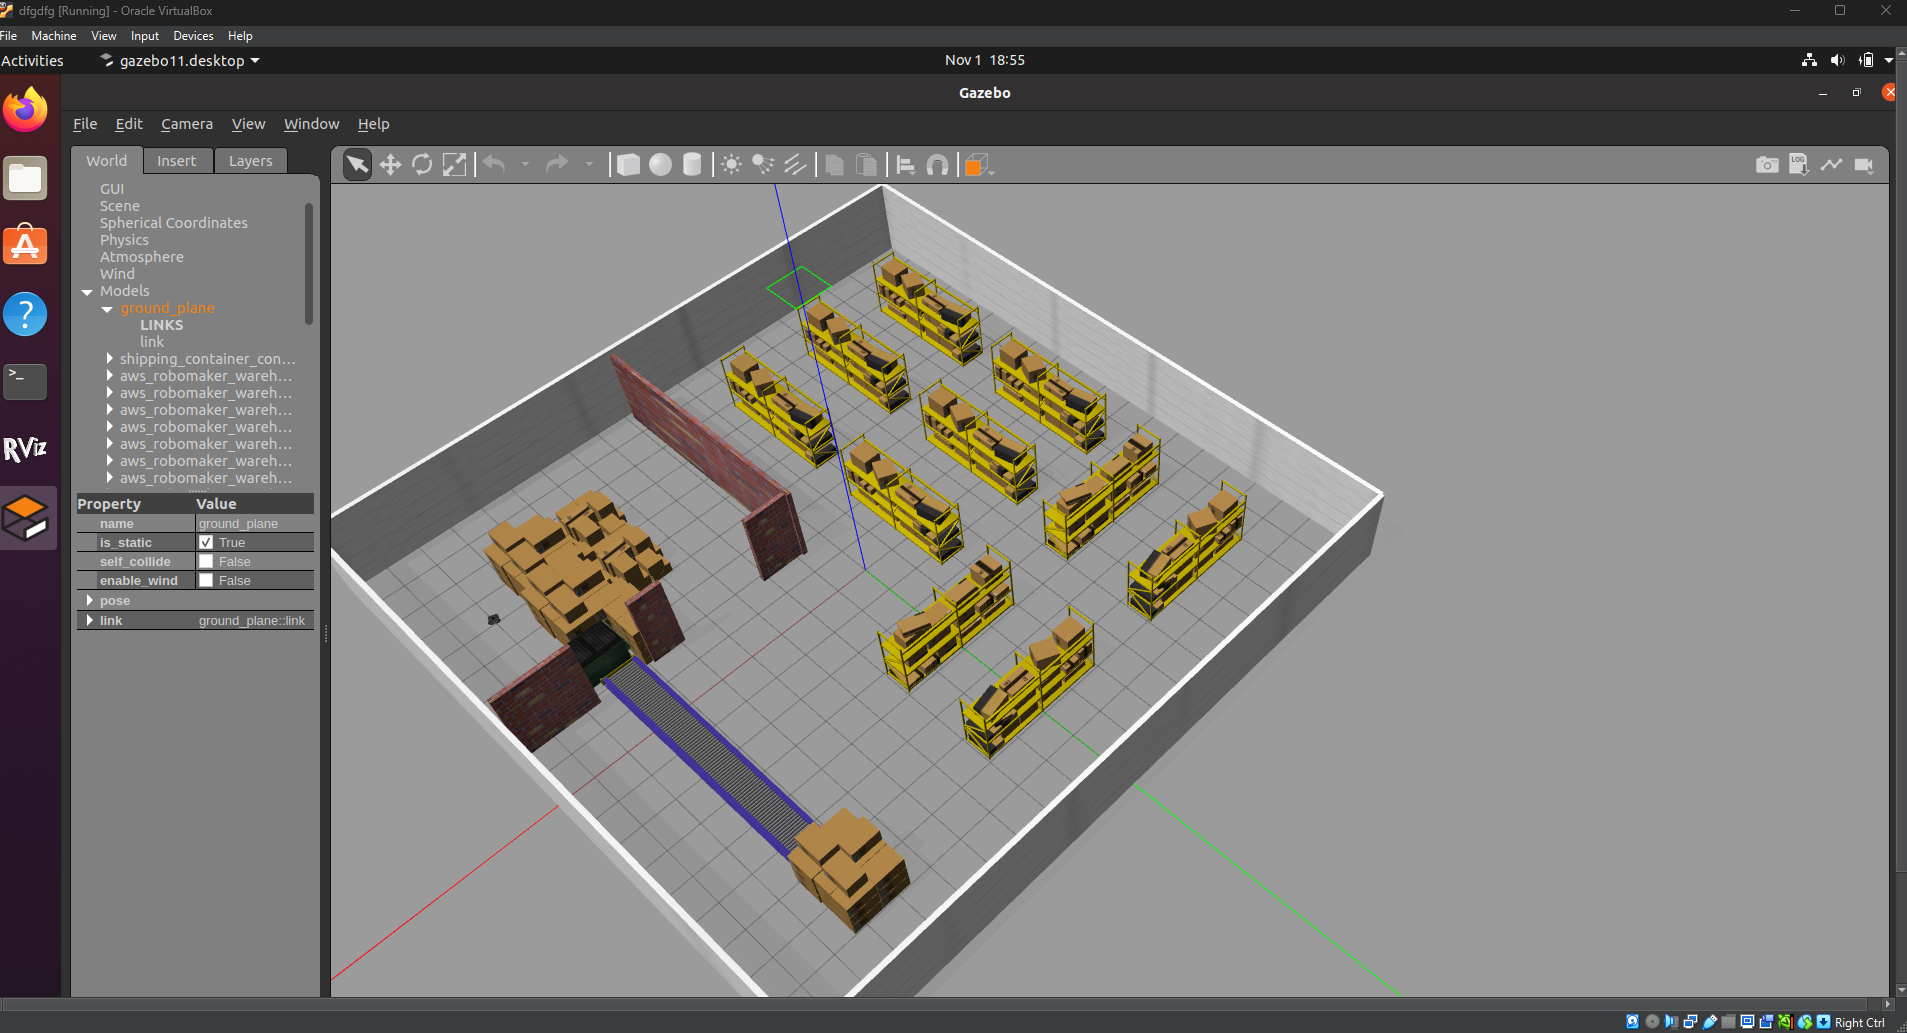 dfgdfg [Running] - Oracle VirtualBox
File Machine View Input Devices Help
Activities gazebo11.desktop Nov 1 18:55
Gazebo
File Edit Camera View Window Help
World Insert Layers
LOG
GUI
Scene
Spherical Coordinates
Physics
Atmosphere
Wind
Models
ground_plane
LINKS
link
shipping_container_con...
aws_robomaker_wareh...
aws_robomaker_wareh...
aws_robomaker_wareh...
aws_robomaker_wareh...
aws_robomaker_wareh...
aws_robomaker_wareh...
aws_robomaker_wareh...
RViz
Property Value
name ground_plane
is_static True
self_collide False
enable_wind False
pose
link ground_plane::link
Right Ctrl